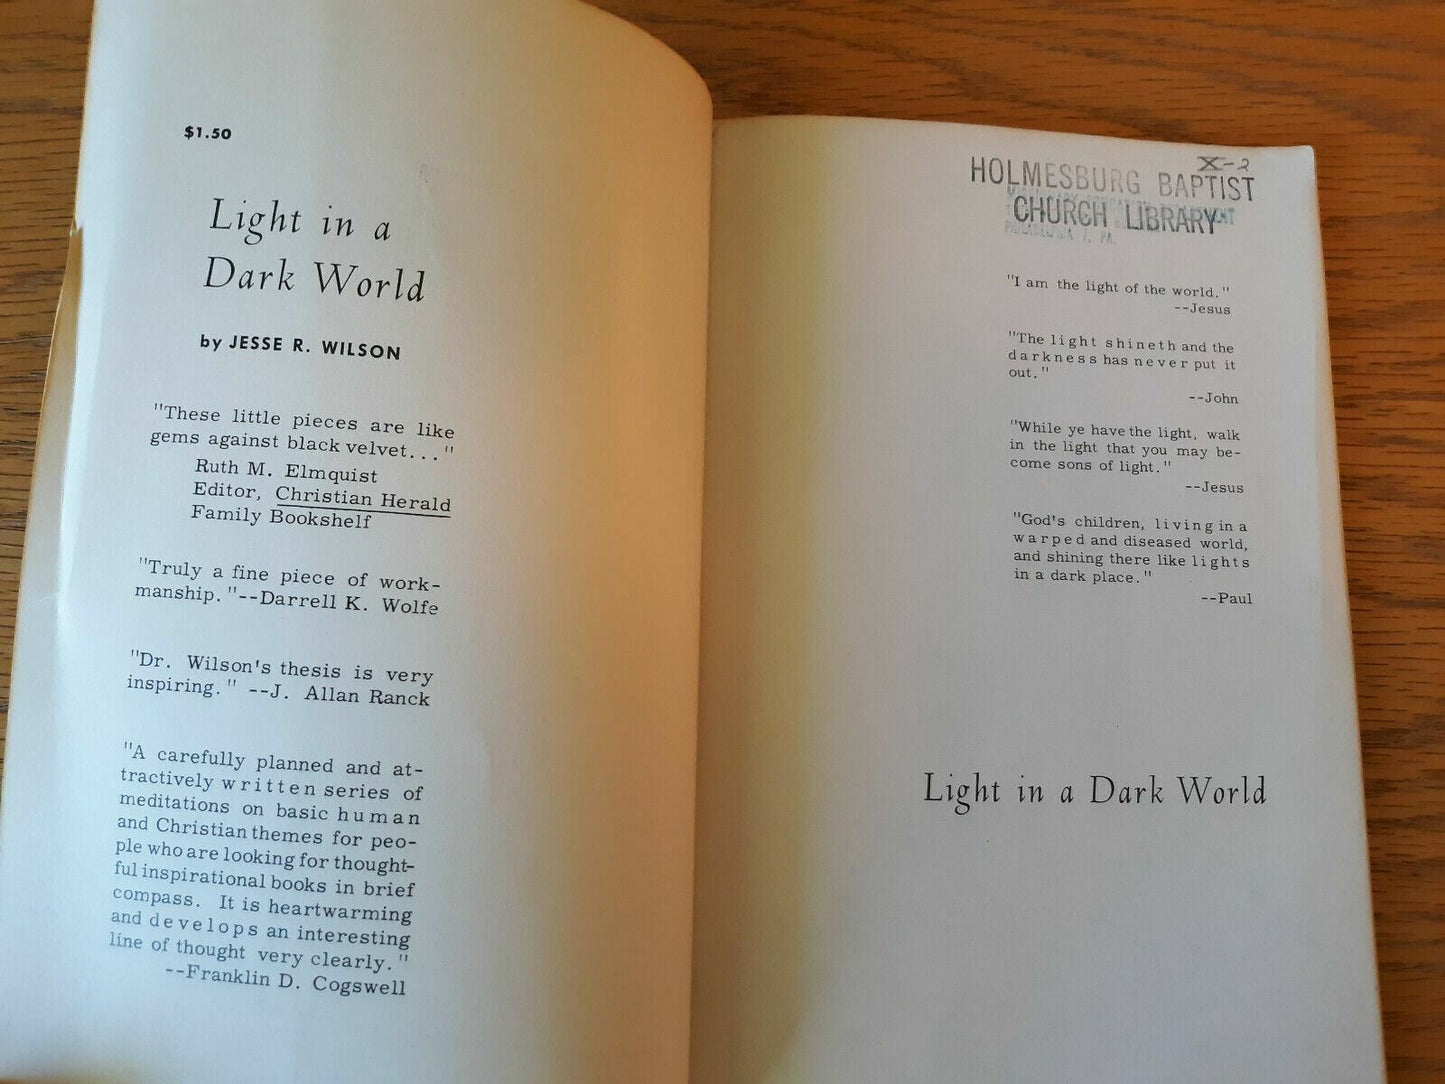 $1.50
Light in a
Dark World
by JESSE R. WILSON
"These little pieces are like
gems against black velvet..."
Ruth M. Elmquist
Editor, Christian Herald
Family Bookshelf
"Truly a fine piece of work-
manship."--Darrell K. Wolfe
"Dr. Wilson's thesis is very
inspiring." --J. Allan Ranck
"A carefully planned and at-
tractively written series of
meditations on basic human
and Christian themes for peo-
ple who are looking for thought-
ful inspirational books in brief
compass. It is heartwarming
and develops an interesting
line of thought very clearly."
--Franklin D. Cogswell
X-2
HOLMESBURG BAPTIST
CHURCH LIBRARY
PHILADELPHIA 7, PA.
"I am the light of the world."
--Jesus
"The light shineth and the
darkness has never put it
out."
--John
"While ye have the light, walk
in the light that you may be-
come sons of light."
--Jesus
"God's children, living in a
warped and diseased world,
and shining there like lights
in a dark place."
--Paul
Light in a Dark World